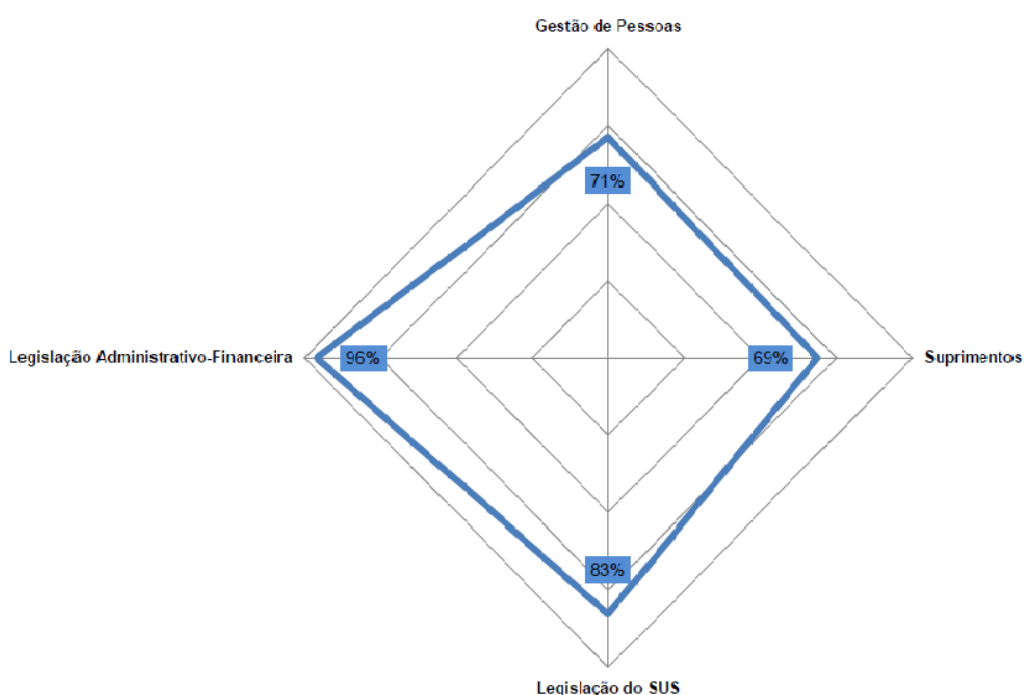 Gestão de Pessoas
71%
Legislação Administrativo-Financeira
96%
69%
Suprimentos
83%
Legislação do SUS